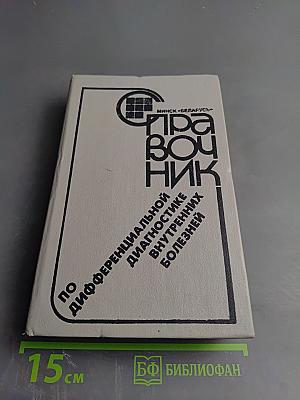 МИНСК «БЕЛАРУСЬ»
СПРА
ВОЧ
НИК
ПО
ДИФФЕРЕНЦИАЛЬНОЙ
ДИАГНОСТИКЕ
ВНУТРЕННИХ
БОЛЕЗНЕЙ
15 см
БФ БИБЛИОФАН